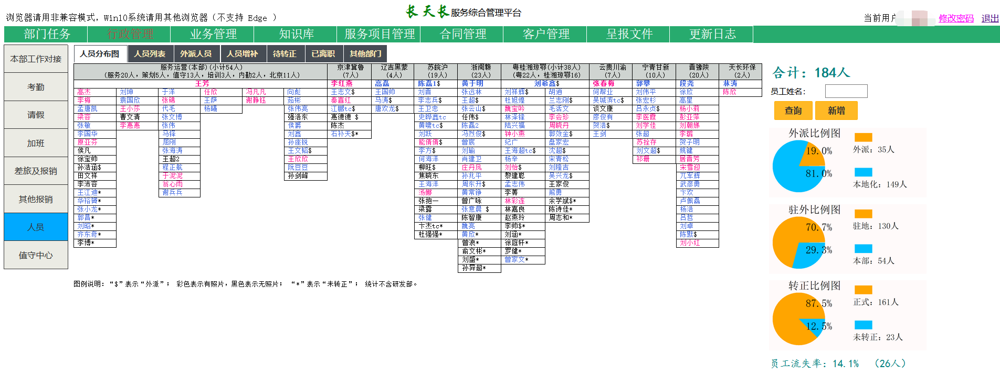 长天长服务综合管理平台
浏览器请用非兼容模式，Win10系统请用其他浏览器（不支持 Edge ）
当前用户 修改密码 退出
部门任务 行政管理 业务管理 知识库 服务项目管理 合同管理 客户管理 呈报文件 更新日志
本部工作对接
考勤
请假
加班
差旅及报销
其他报销
人员
值守中心
人员分布图 人员列表 外派人员 人员增补 待转正 已离职 其他部门
服务运营(本部)(小计54人) 京津冀鲁 辽吉黑蒙 苏皖沪 浙闽赣 粤桂湘琼鄂(小计38人) 云贵川渝 宁青甘新 晋豫陕 天长环保
(服务20人, 策划5人, 值守13人, 培训3人, 内勤2人, 北京11人) (7人) (4人) (19人) (23人) (粤22人, 桂湘琼鄂16) (7人) (10人) (20人) (2人)
王芳 李红燕 高磊 陈磊1$ 黄于明 刘希鑫$ 张春梅 郭攀 段尧 林涛
高杰 刘坤 于洋 任欣 冯凡凡 向彪 王志文$ 王国帅 刘晋 张远林 刘祥辉$ 胡逍 何帮业 刘伟平 徐欣 陈欣
李梅 袁国欣 张锦 王萨 谢静钰 茹彬 秦喜红 马涛$ 李志兵$ 王超$ 杜旭煌 兰志刚$ 吴城滨tc$ 张宏杉 高星
孟唐凯 王小莎 代毛 杨曦 张伟亮 江鹏tc$ 唐欢龙$ 王卫忠 张云山$ 魏宝吟 毛活文 谈文康 吕永贞$ 杨小莉
梁容 曹文清 张文博 强浩东 惠德德 $ 史晔鑫tc 任伟$ 林泽锋 李会珍 廖俊有 李医霞 彭亚萍
张敏 李惠惠 张伟 侯爵 陈杰 黄啸tc$ 陈磊2 陆兴福 周晓丹 贺浩$ 刘学佳 刘朝娣
李国华 马铎 刘鑫 石补天$* 刘跃 冯烈俊$ 钟小燕 郭效金$ 王剑 张超 李璐
原亚芬 屈刚 孙座锐 能倩倩$ 曾宸 纪广 盘家宏 苏拴存 贺子明
侯凡 张海涛 王文韬$ 李方$ 刘瑜 王海超tc$ 沈超$ 刘文超$ 姚键
徐宝帅 王超2 王欣欣 何海洋 肖建卫 杨辛 宋青松 祁珊 居晋芳
孙浩涵$ 程正航 阮豆豆 柳旺$ 庄丹凤 刘怡$ 刘隆吉 宋雪迎
田文祥 于泥泥 孙剑峰 焦晓东 孙兆平 黎建聪 吴兴龙$ 亢军辉
李沛容 翁心雨 王海洋 周东升$ 孟志伟 王家俊 武彦勇
王江迪* 谢兵兵 汤娜 黄常铮 李菁 熊勇 卞欢
华裕赟* 张抱一 曾广咏 林彩连 余学斌$* 卢佩磊
张小龙* 梁露 张意晨 $ 林嘉良 陈诗佳* 杨浩
郭昌* 张健 陈智康 赵燕玲 周志和* 吕哲
刘昭* 卞杰tc* 魏亮 李帅$* 刘卓
齐东奇* 杜强强* 黄欣* 刘涵* 陈默$
李博* 曾浪* 徐庭轩* 刘小红
俞文彬* 罗健*
刘盛* 曾家文*
孙昇超*
图例说明：“$”表示“外派”； 彩色表示有照片，黑色表示无照片； “*”表示“未转正”； 统计不含研发部。
合计：184人
员工姓名：
查询 新增
外派比例图
19.0%
81.0%
外派：35人
本地化：149人
驻外比例图
70.7%
29.3%
驻地：130人
本部：54人
转正比例图
87.5%
12.5%
正式：161人
未转正：23人
员工流失率：14.1% （26人）